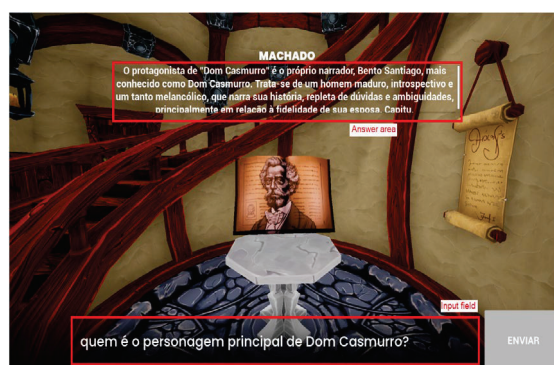 MACHADO
O protagonista de "Dom Casmurro" é o próprio narrador, Bento Santiago, mais
conhecido como Dom Casmurro. Trata-se de um homem maduro, introspectivo e
um tanto melancólico, que narra sua história, repleta de dúvidas e ambiguidades,
principalmente em relação à fidelidade de sua esposa, Capitu.
Answer area
Input field
quem é o personagem principal de Dom Casmurro?
ENVIAR